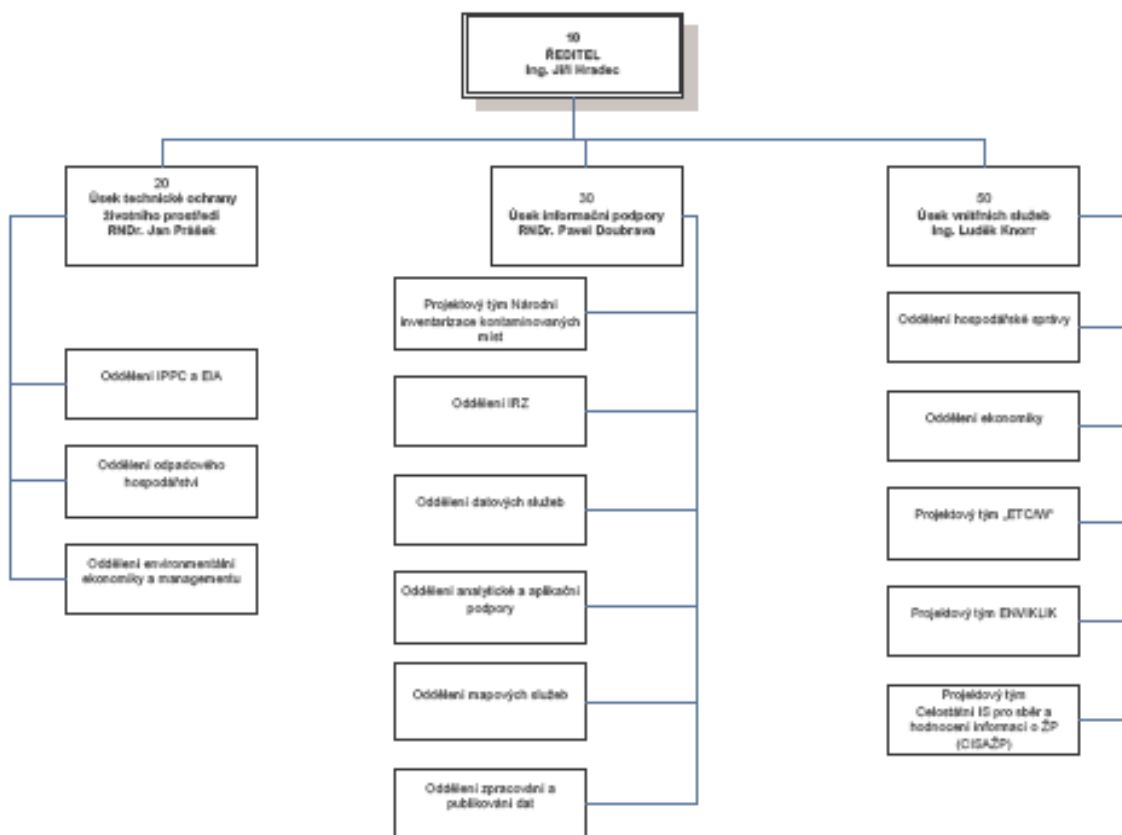 10
ŘEDITEL
Ing. Jiří Hradec
20
Úsek technické ochrany
životního prostředí
RNDr. Jan Prášek
30
Úsek informační podpory
RNDr. Pavel Doubrava
50
Úsek vnitřních služeb
Ing. Luděk Knorr
Oddělení IPPC a EIA
Oddělení odpadového
hospodářství
Oddělení environmentální
ekonomiky a managementu
Projektový tým Národní
inventarizace kontaminovaných
míst
Oddělení IRZ
Oddělení datových služeb
Oddělení analytické a aplikační
podpory
Oddělení mapových služeb
Oddělení zpracování a
publikování dat
Oddělení hospodářské správy
Oddělení ekonomiky
Projektový tým „ETC/W“
Projektový tým ENVIKLIK
Projektový tým
Celostátní IS pro sběr a
hodnocení informací o ŽP
(CISAŽP)